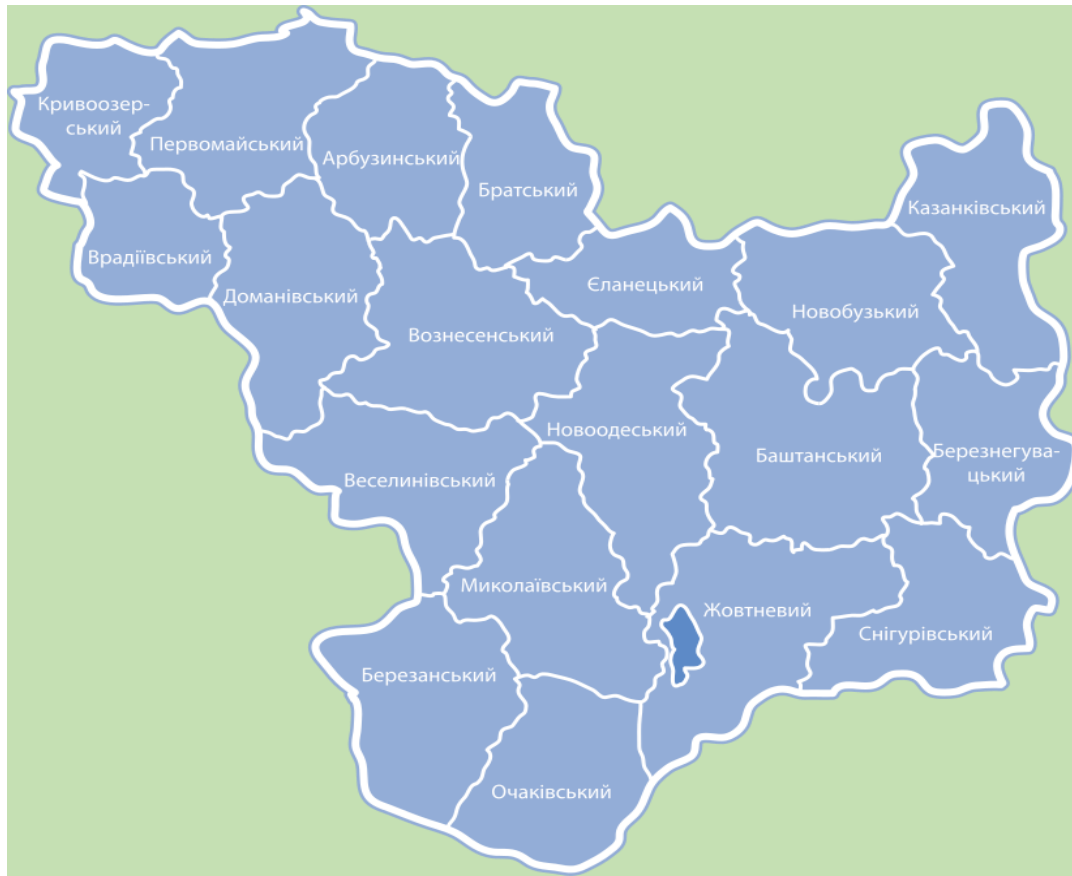 Кривоозер-
ський
Первомайський
Арбузинський
Братський
Казанківський
Врадіївський
Доманівський
Єланецький
Новобузький
Вознесенський
Новоодеський
Баштанський
Березнегува-
цький
Веселинівський
Миколаївський
Жовтневий
Снігурівський
Березанський
Очаківський